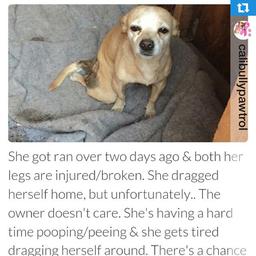 calibullypawtrol
She got ran over two days ago & both her
legs are injured/broken. She dragged
herself home, but unfortunately.. The
owner doesn't care. She's having a hard
time pooping/peeing & she gets tired
dragging herself around. There's a chance